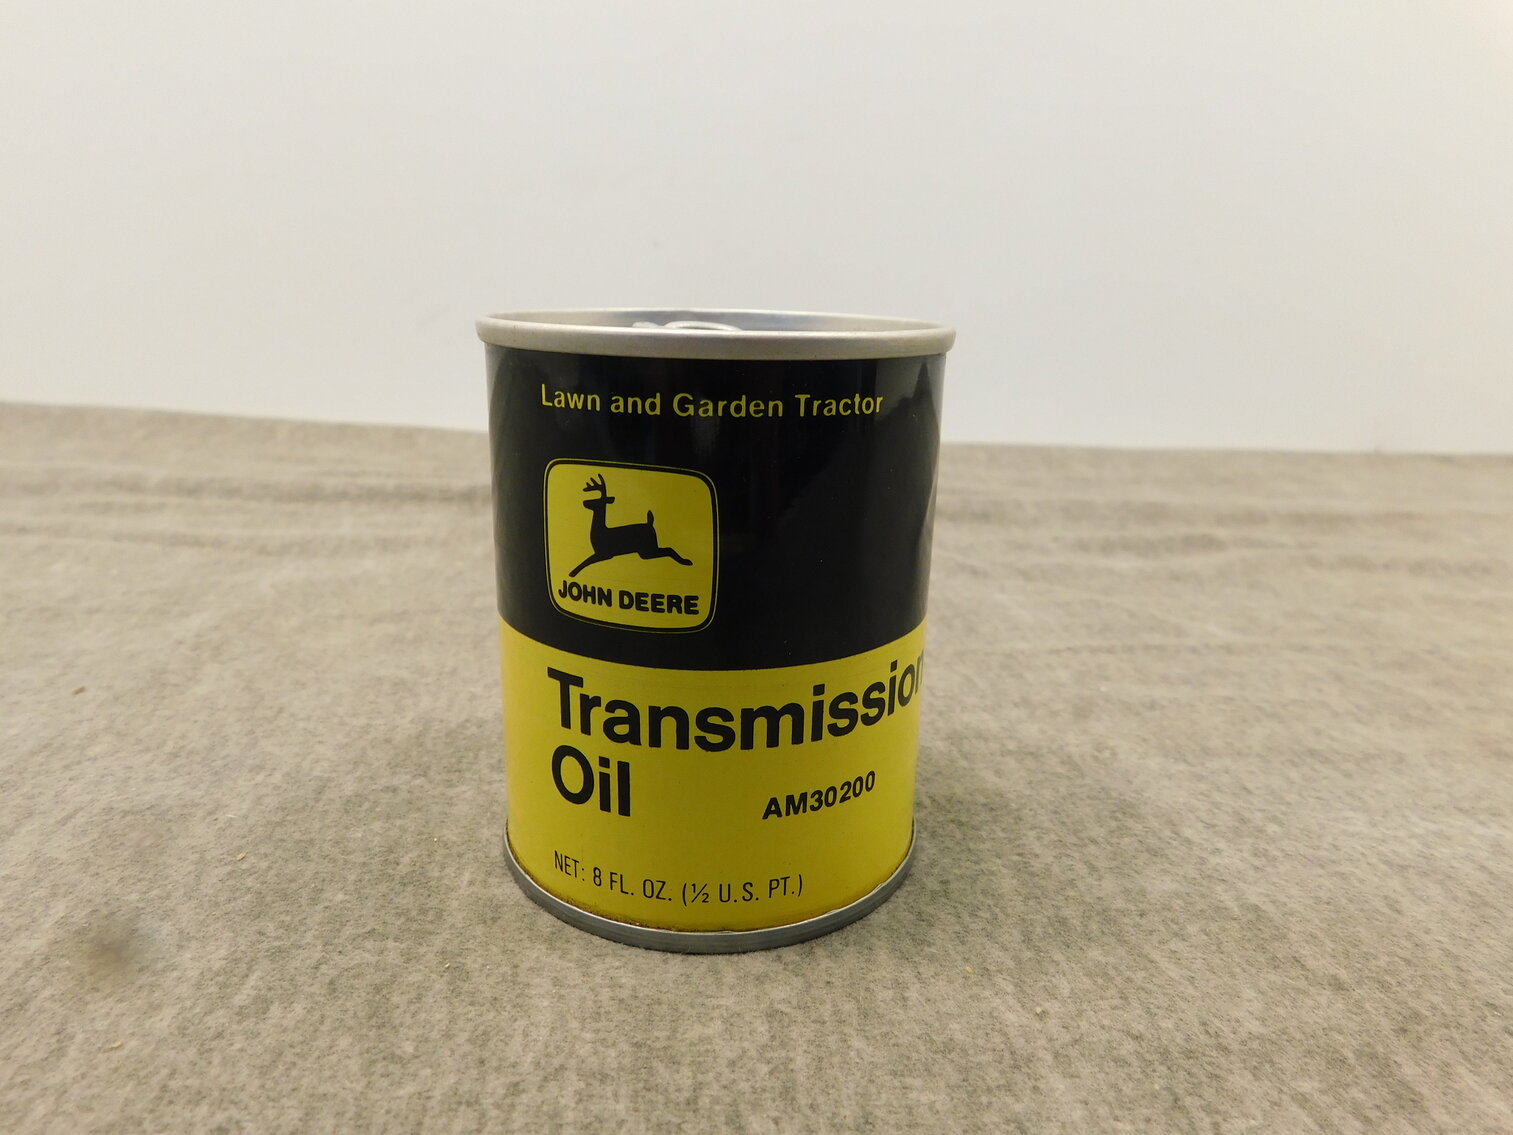 Lawn and Garden Tractor
JOHN DEERE
Transmission
Oil
AM30200
NET: 8 FL. OZ. (½ U.S. PT.)